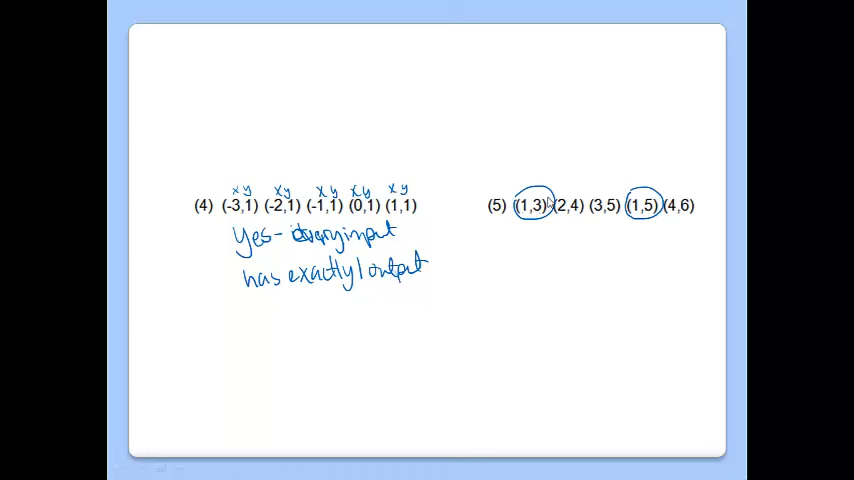 x y x y x y x y x y
(4) (-3,1) (-2,1) (-1,1) (0,1) (1,1)
(5) (1,3) (2,4) (3,5) (1,5) (4,6)
Yes - every input
has exactly 1 output